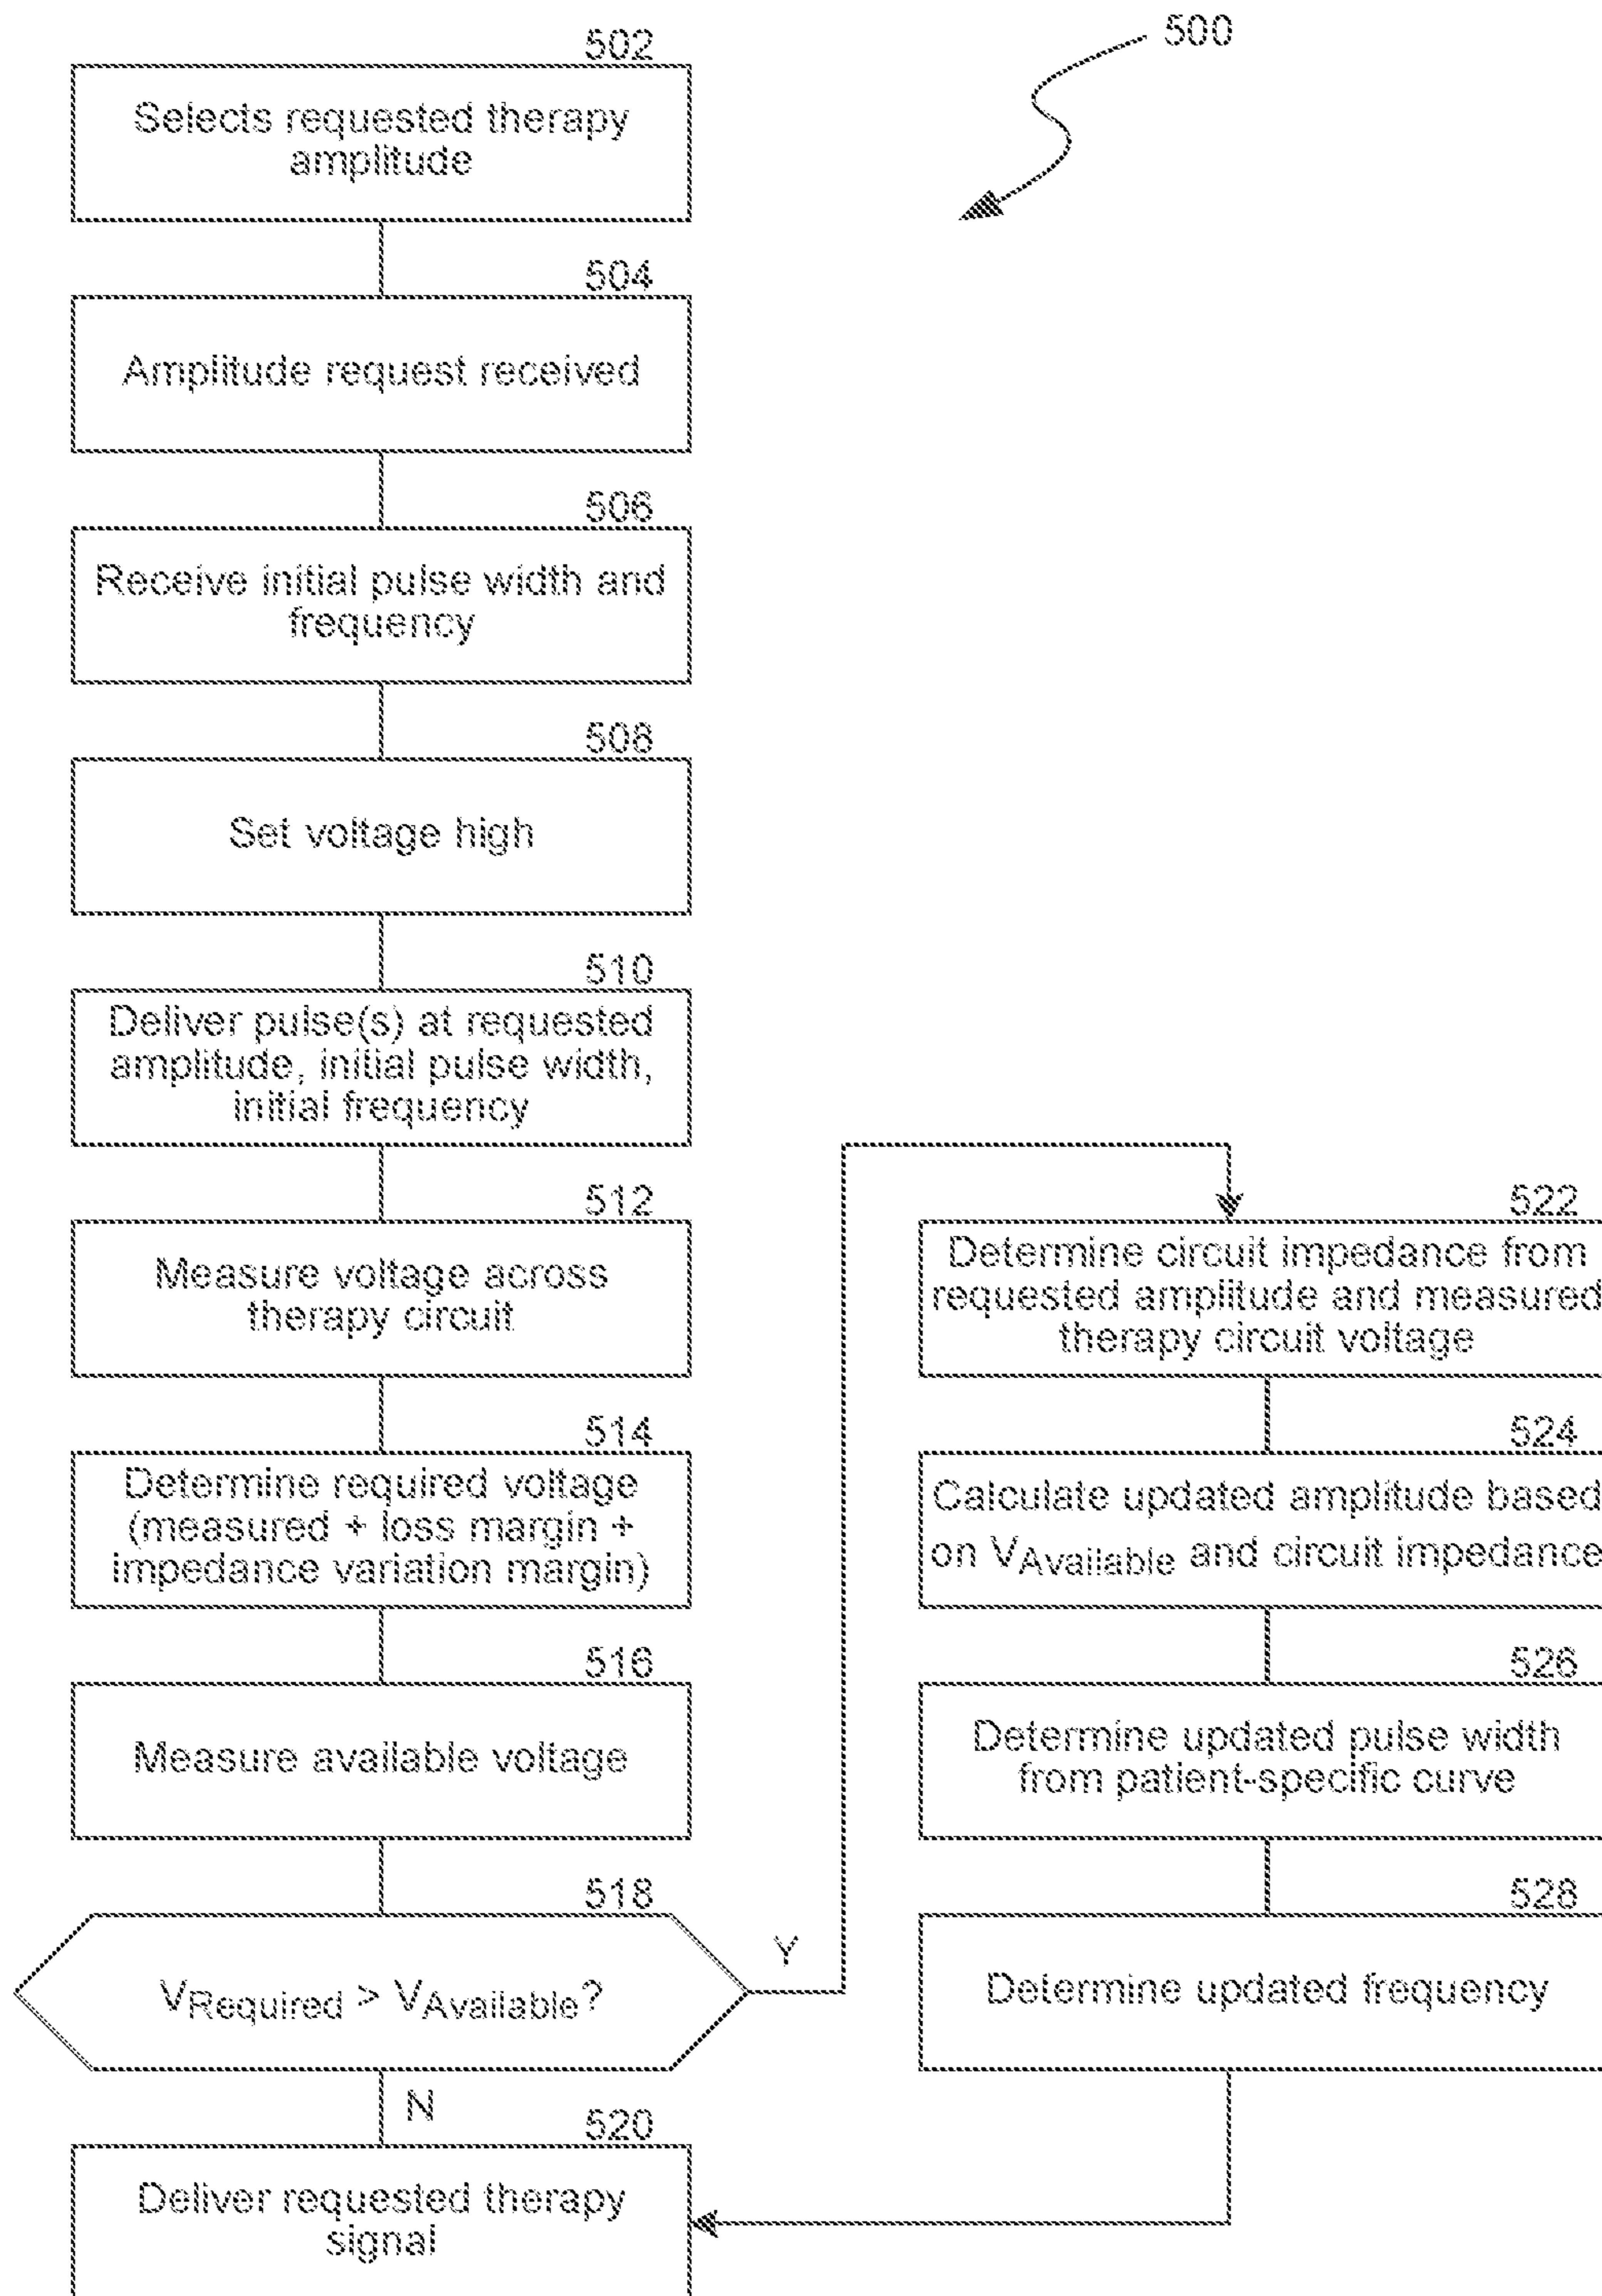 500
502
Selects requested therapy
amplitude
504
Amplitude request received
506
Receive initial pulse width and
frequency
508
Set voltage high
510
Deliver pulse(s) at requested
amplitude, initial pulse width,
initial frequency
512
Measure voltage across
therapy circuit
514
Determine required voltage
(measured + loss margin +
impedance variation margin)
516
Measure available voltage
518
VRequired > VAvailable?
Y
N
520
Deliver requested therapy
signal
522
Determine circuit impedance from
requested amplitude and measured
therapy circuit voltage
524
Calculate updated amplitude based
on VAvailable and circuit impedance
526
Determine updated pulse width
from patient-specific curve
528
Determine updated frequency